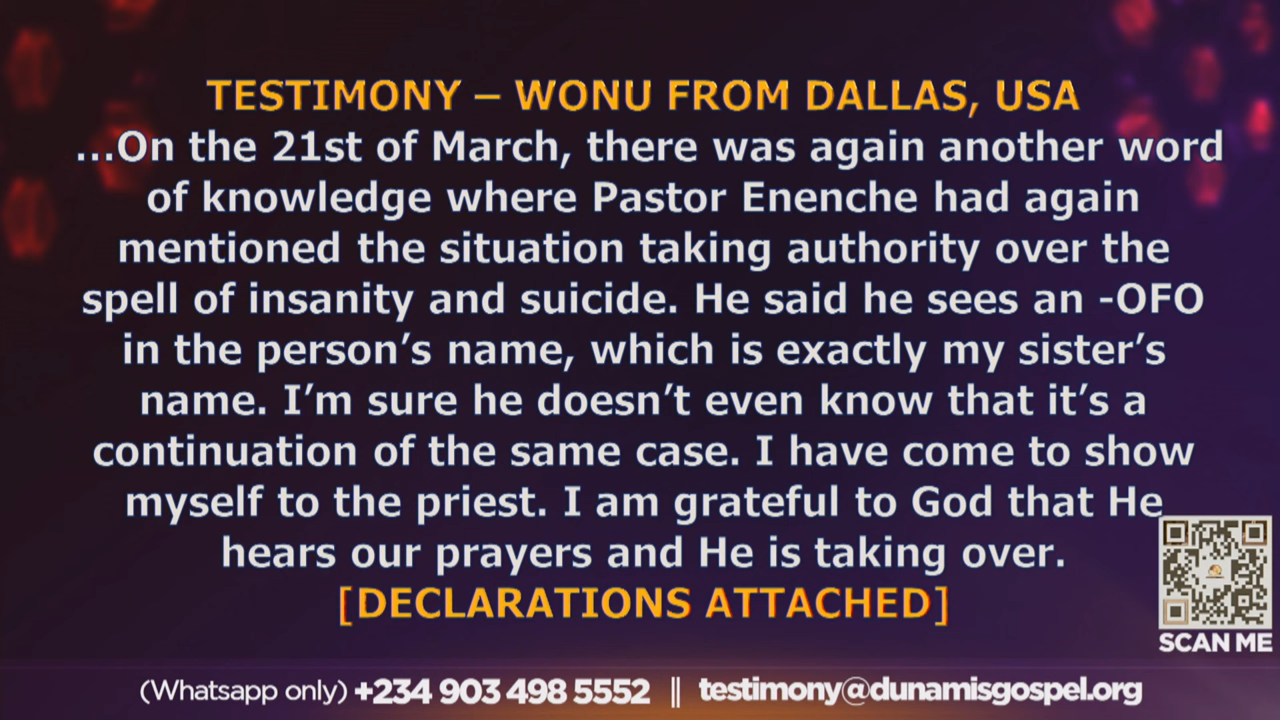 TESTIMONY – WONU FROM DALLAS, USA
...On the 21st of March, there was again another word
of knowledge where Pastor Enenche had again
mentioned the situation taking authority over the
spell of insanity and suicide. He said he sees an -OFO
in the person’s name, which is exactly my sister’s
name. I’m sure he doesn’t even know that it’s a
continuation of the same case. I have come to show
myself to the priest. I am grateful to God that He
hears our prayers and He is taking over.
[DECLARATIONS ATTACHED]
SCAN ME
(Whatsapp only) +234 903 498 5552 || testimony@dunamisgospel.org